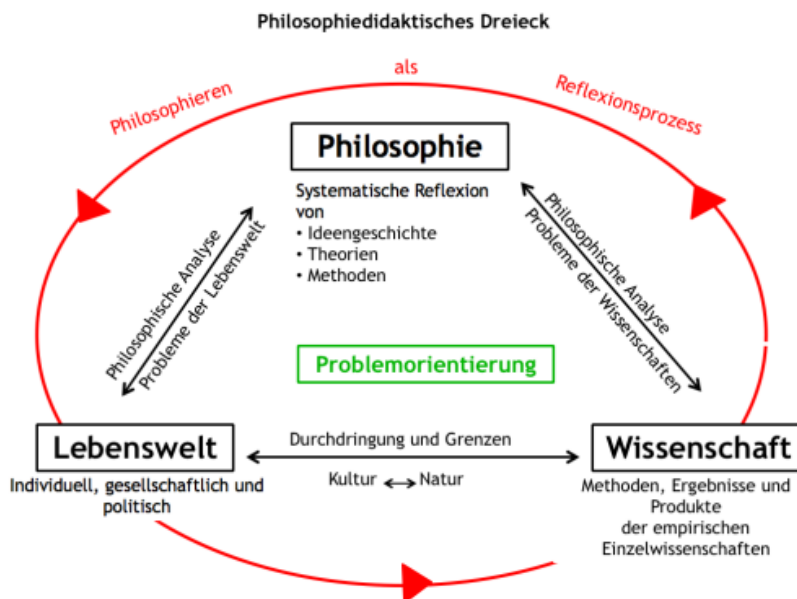 Philosophiedidaktisches Dreieck
Philosophieren als Reflexionsprozess
Philosophie
Systematische Reflexion
von
• Ideengeschichte
• Theorien
• Methoden
Philosophische Analyse
Probleme der Lebenswelt
Philosophische Analyse
Probleme der Wissenschaften
Problemorientierung
Lebenswelt
Individuell, gesellschaftlich und
politisch
Durchdringung und Grenzen
Kultur ↔ Natur
Wissenschaft
Methoden, Ergebnisse und
Produkte
der empirischen
Einzelwissenschaften